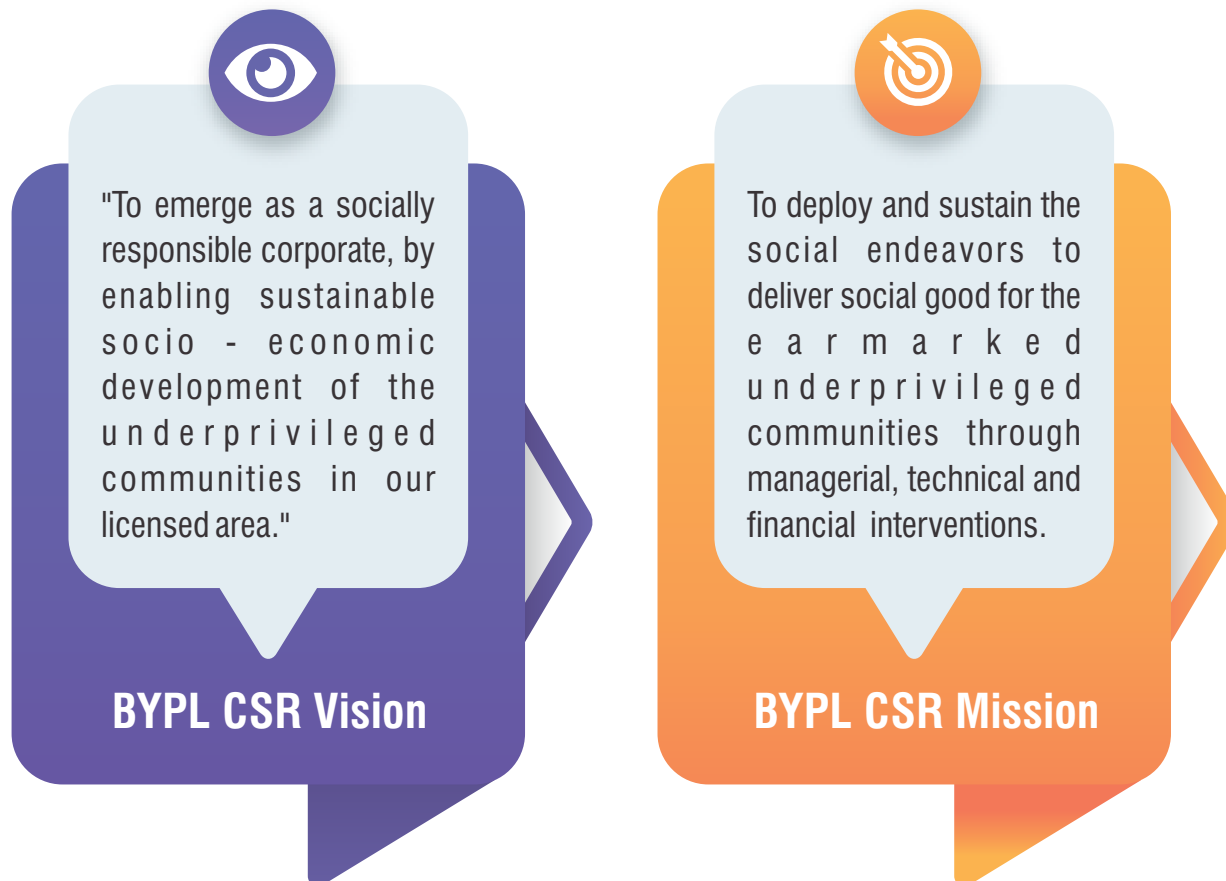 "To emerge as a socially
responsible corporate, by
enabling sustainable
socio - economic
development of the
underprivileged
communities in our
licensed area."
BYPL CSR Vision
To deploy and sustain the
social endeavors to
deliver social good for the
earmarked
underprivileged
communities through
managerial, technical and
financial interventions.
BYPL CSR Mission